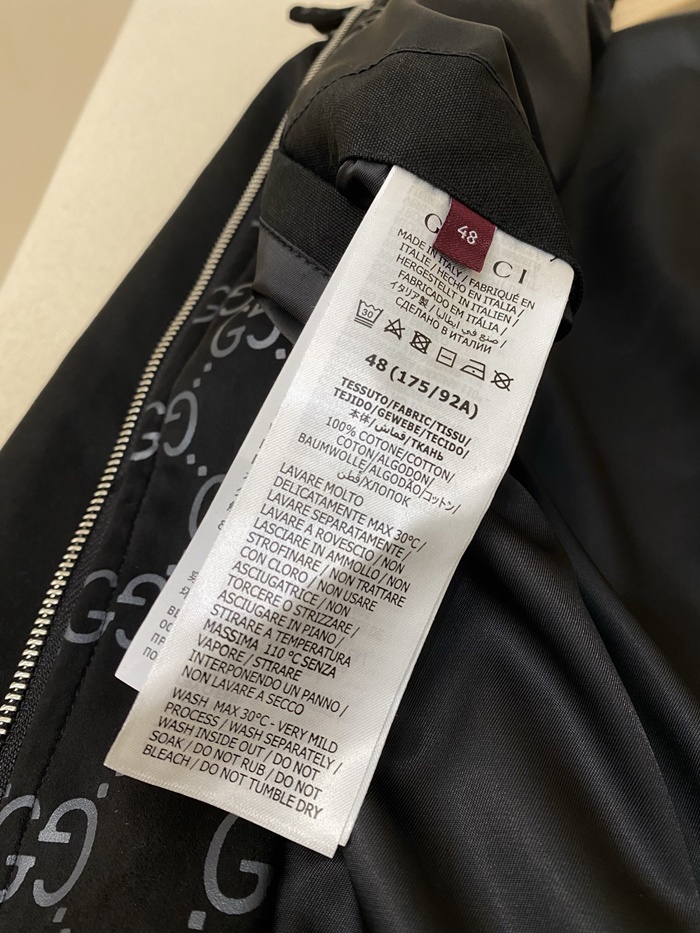 48
G CI
MADE IN ITALY / FABRIQUÉ EN
ITALIE / HECHO EN ITALIA /
HERGESTELLT IN ITALIEN /
FABRICADO EM ITÁLIA /
イタリア製 / صنع في ايطاليا /
СДЕЛАНО В ИТАЛИИ
30
48 (175/92A)
TESSUTO/FABRIC/TISSU/
TEJIDO/GEWEBE/TECIDO/
本体/قماش/ТКАНЬ
100% COTONE/COTTON/
COTON/ALGODON/
BAUMWOLLE/ALGODÃO/コットン/
قطن/ХЛОПОК
LAVARE MOLTO
DELICATAMENTE MAX 30°C /
LAVARE SEPARATAMENTE /
LAVARE A ROVESCIO / NON
LASCIARE IN AMMOLLO / NON
STROFINARE / NON TRATTARE
CON CLORO / NON USARE
ASCIUGATRICE / NON
TORCERE O STRIZZARE /
ASCIUGARE IN PIANO /
STIRARE A TEMPERATURA
MASSIMA 110 °C SENZA
VAPORE / STIRARE
INTERPONENDO UN PANNO /
NON LAVARE A SECCO
WASH MAX 30°C - VERY MILD
PROCESS / WASH SEPARATELY /
WASH INSIDE OUT / DO NOT
SOAK / DO NOT RUB / DO NOT
BLEACH / DO NOT TUMBLE DRY